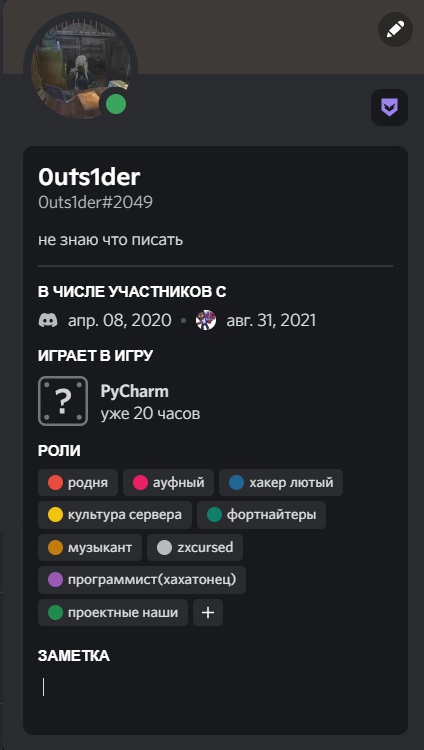 0uts1der
0uts1der#2049
не знаю что писать
В ЧИСЛЕ УЧАСТНИКОВ С
апр. 08, 2020 • авг. 31, 2021
ИГРАЕТ В ИГРУ
?
PyCharm
уже 20 часов
РОЛИ
родня ауфный хакер лютый
культура сервера фортнайтеры
музыкант zxcursed
программист(хахатонец)
проектные наши +
ЗАМЕТКА